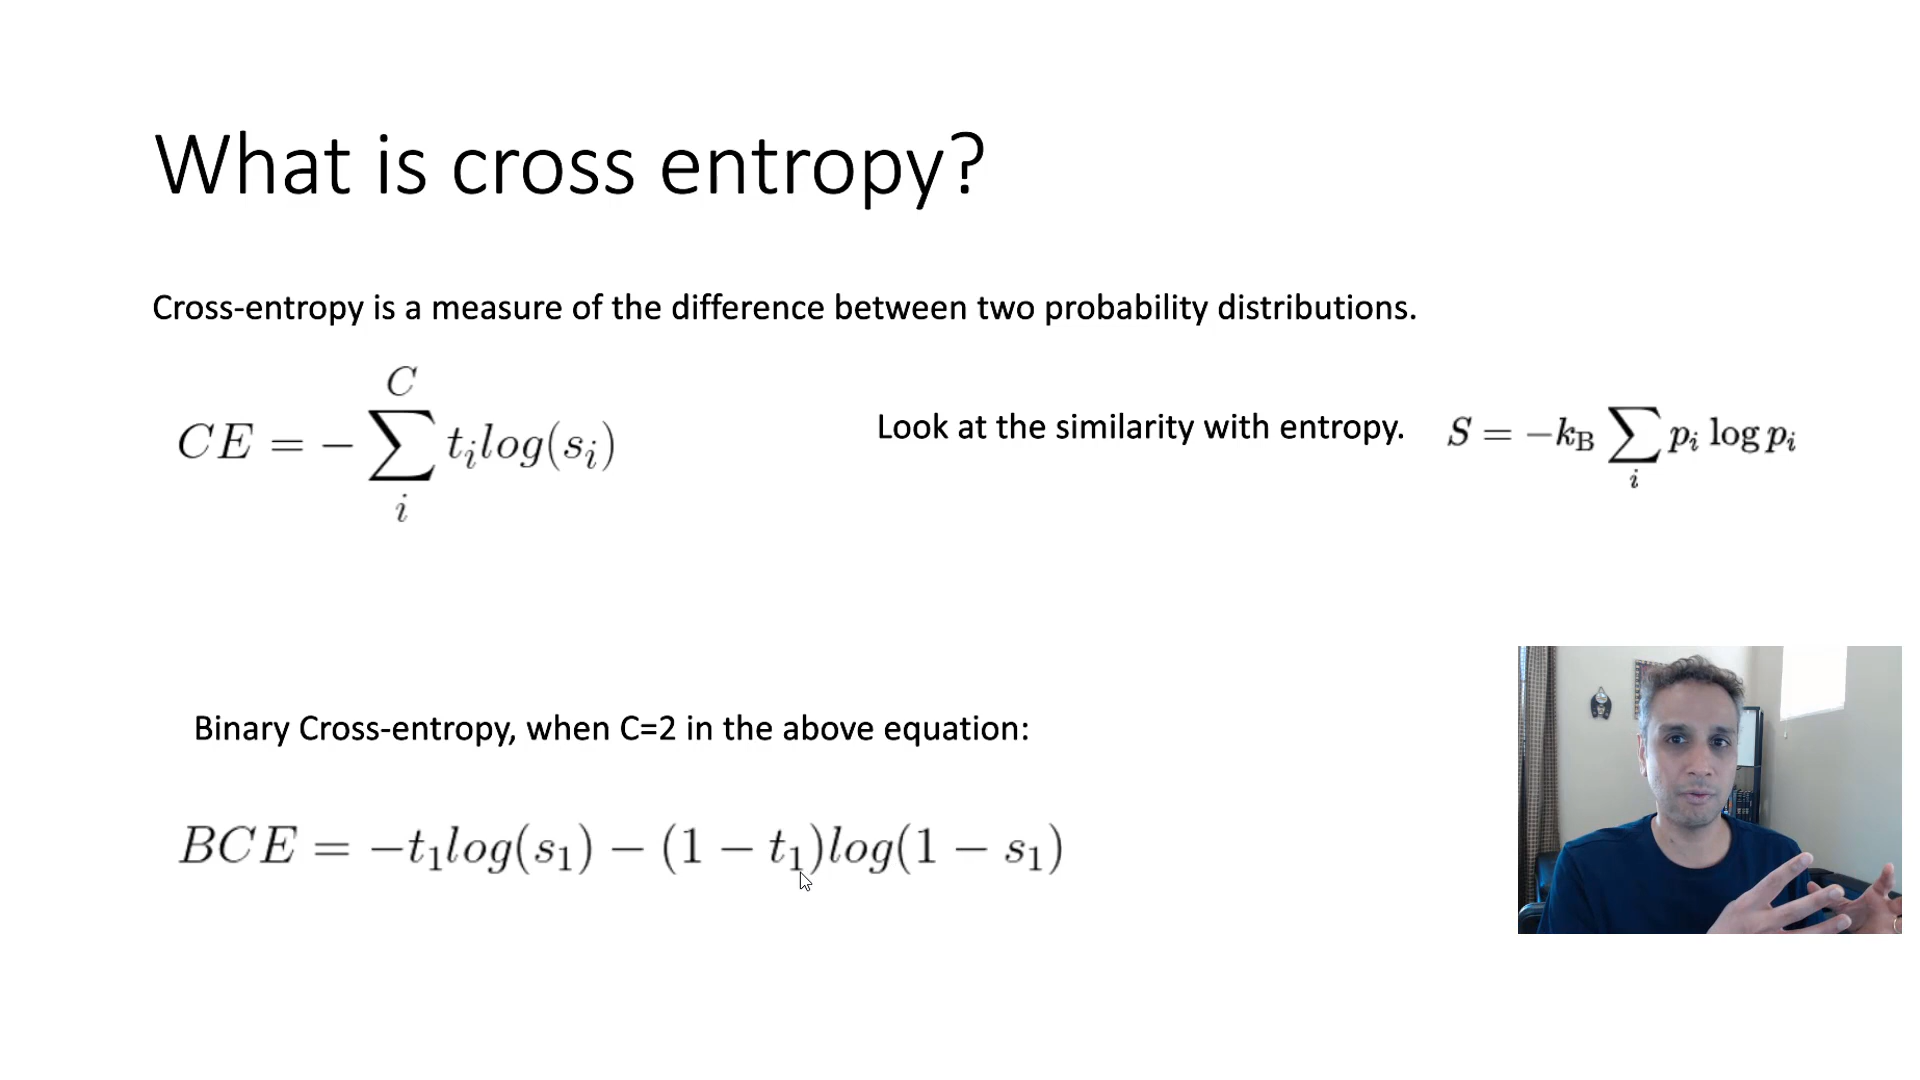 What is cross entropy?
Cross-entropy is a measure of the difference between two probability distributions.
CE = − ∑_i^C t_i log(s_i)
Look at the similarity with entropy. S = −k_B ∑_i p_i log p_i
Binary Cross-entropy, when C=2 in the above equation:
BCE = −t_1 log(s_1) − (1 − t_1) log(1 − s_1)